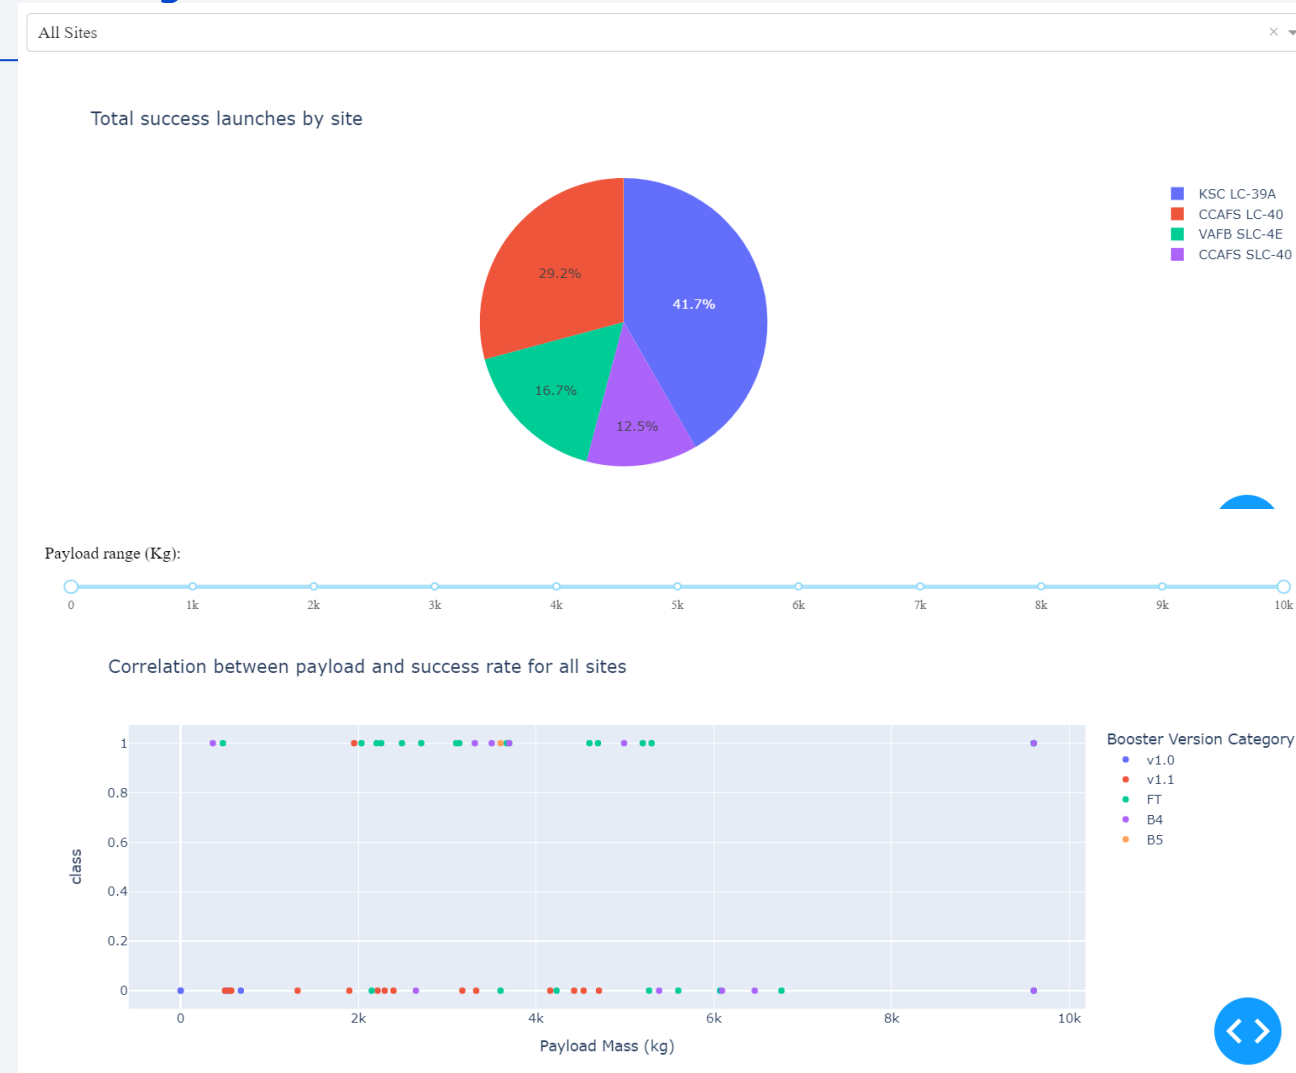 All Sites
Total success launches by site
KSC LC-39A
CCAFS LC-40
VAFB SLC-4E
CCAFS SLC-40
29.2%
41.7%
16.7%
12.5%
Payload range (Kg):
0 1k 2k 3k 4k 5k 6k 7k 8k 9k 10k
Correlation between payload and success rate for all sites
Booster Version Category
v1.0
v1.1
FT
B4
B5
class
1
0.8
0.6
0.4
0.2
0
0 2k 4k 6k 8k 10k
Payload Mass (kg)